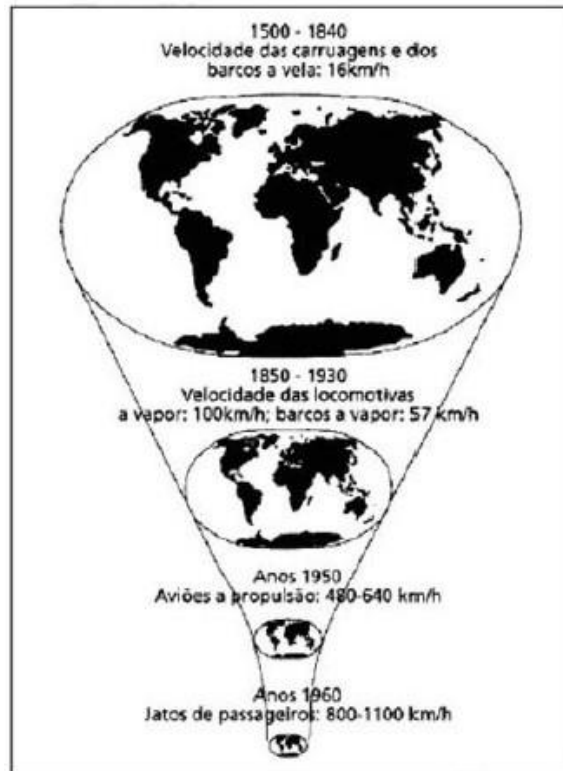 1500 - 1840
Velocidade das carruagens e dos
barcos a vela: 16km/h
1850 - 1930
Velocidade das locomotivas
a vapor: 100km/h; barcos a vapor: 57 km/h
Anos 1950
Aviões a propulsão: 480-640 km/h
Anos 1960
Jatos de passageiros: 800-1100 km/h